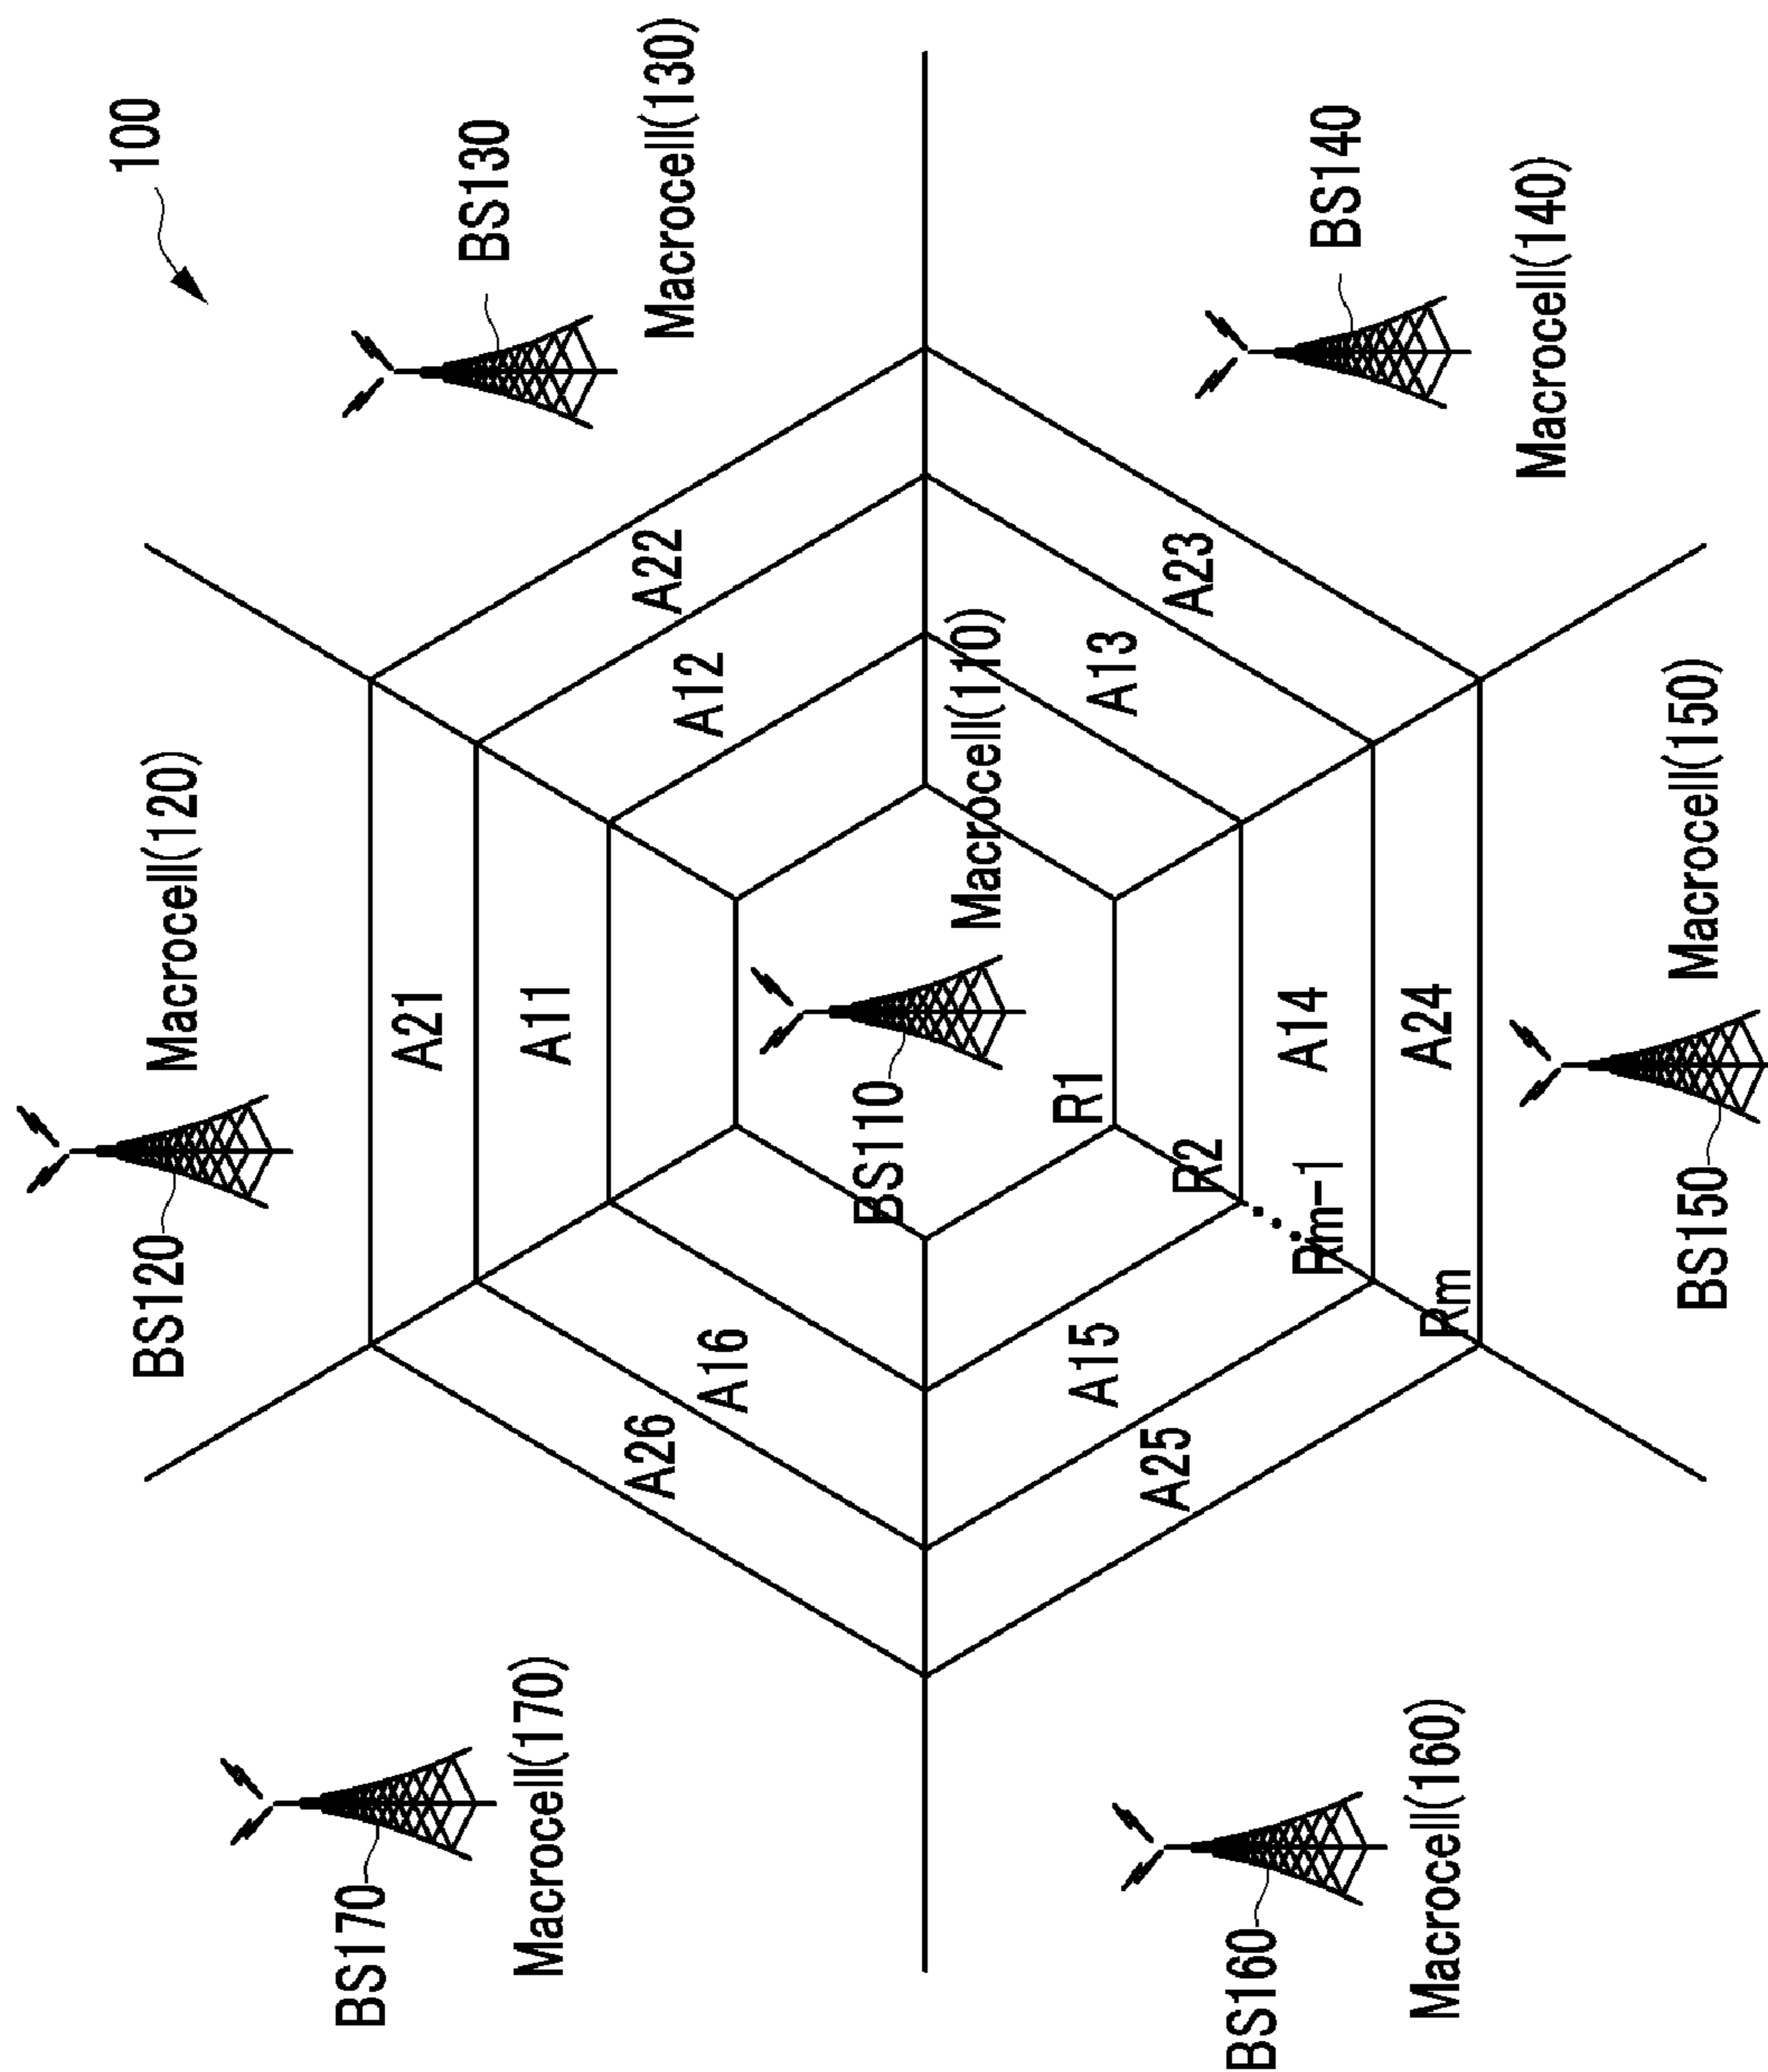 100
Macrocell(120)
BS120
BS130
Macrocell(130)
BS170
Macrocell(170)
A21
A11
A22
A12
A26
A16
BS110
Macrocell(110)
R1
R2
Rm-1
Rm
A13
A23
A14
A24
A15
A25
BS140
Macrocell(140)
BS160
Macrocell(160)
Macrocell(150)
BS150